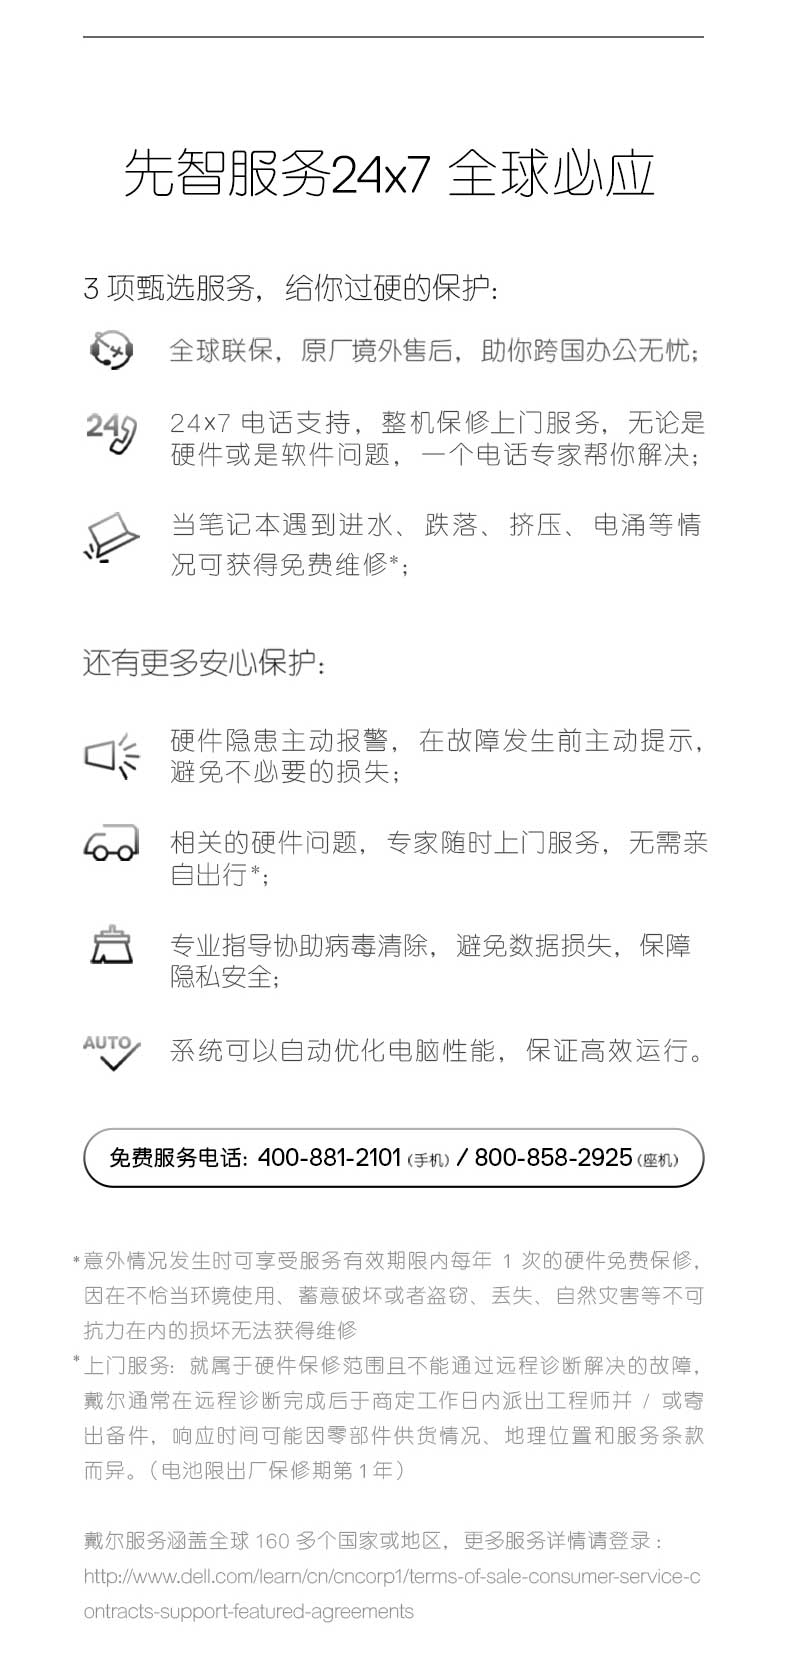 先智服务24x7 全球必应
3 项甄选服务，给你过硬的保护：
全球联保，原厂境外售后，助你跨国办公无忧；
24
24x7 电话支持，整机保修上门服务，无论是
硬件或是软件问题，一个电话专家帮你解决；
当笔记本遇到进水、跌落、挤压、电涌等情
况可获得免费维修*；
还有更多安心保护：
硬件隐患主动报警，在故障发生前主动提示，
避免不必要的损失；
相关的硬件问题，专家随时上门服务，无需亲
自出行*；
专业指导协助病毒清除，避免数据损失，保障
隐私安全；
AUTO
系统可以自动优化电脑性能，保证高效运行。
免费服务电话：400-881-2101（手机）/ 800-858-2925（座机）
*意外情况发生时可享受服务有效期限内每年 1 次的硬件免费保修，
因在不恰当环境使用、蓄意破坏或者盗窃、丢失、自然灾害等不可
抗力在内的损坏无法获得维修
*上门服务：就属于硬件保修范围且不能通过远程诊断解决的故障，
戴尔通常在远程诊断完成后于商定工作日内派出工程师并 / 或寄
出备件，响应时间可能因零部件供货情况、地理位置和服务条款
而异。（电池限出厂保修期第1年）
戴尔服务涵盖全球 160 多个国家或地区，更多服务详情请登录：
http://www.dell.com/learn/cn/cncorp1/terms-of-sale-consumer-service-c
ontracts-support-featured-agreements